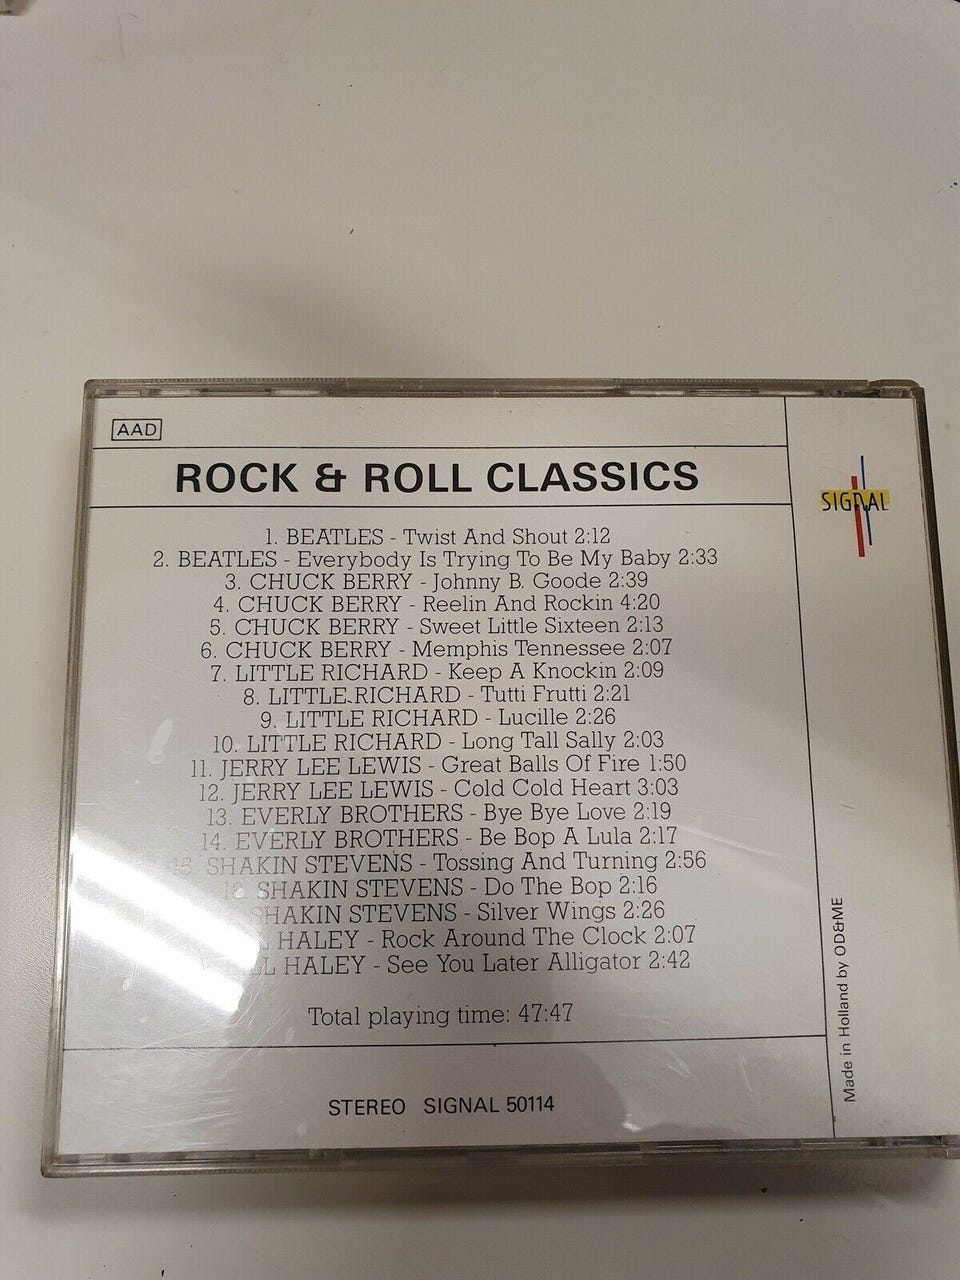 AAD
ROCK & ROLL CLASSICS
SIGNAL
1. BEATLES - Twist And Shout 2:12
2. BEATLES - Everybody Is Trying To Be My Baby 2:33
3. CHUCK BERRY - Johnny B. Goode 2:39
4. CHUCK BERRY - Reelin And Rockin 4:20
5. CHUCK BERRY - Sweet Little Sixteen 2:13
6. CHUCK BERRY - Memphis Tennessee 2:07
7. LITTLE RICHARD - Keep A Knockin 2:09
8. LITTLE RICHARD - Tutti Frutti 2:21
9. LITTLE RICHARD - Lucille 2:26
10. LITTLE RICHARD - Long Tall Sally 2:03
11. JERRY LEE LEWIS - Great Balls Of Fire 1:50
12. JERRY LEE LEWIS - Cold Cold Heart 3:03
13. EVERLY BROTHERS - Bye Bye Love 2:19
14. EVERLY BROTHERS - Be Bop A Lula 2:17
15. SHAKIN STEVENS - Tossing And Turning 2:56
SHAKIN STEVENS - Do The Bop 2:16
SHAKIN STEVENS - Silver Wings 2:26
HALEY - Rock Around The Clock 2:07
HALEY - See You Later Alligator 2:42
Total playing time: 47:47
STEREO SIGNAL 50114
Made in Holland by OD&ME